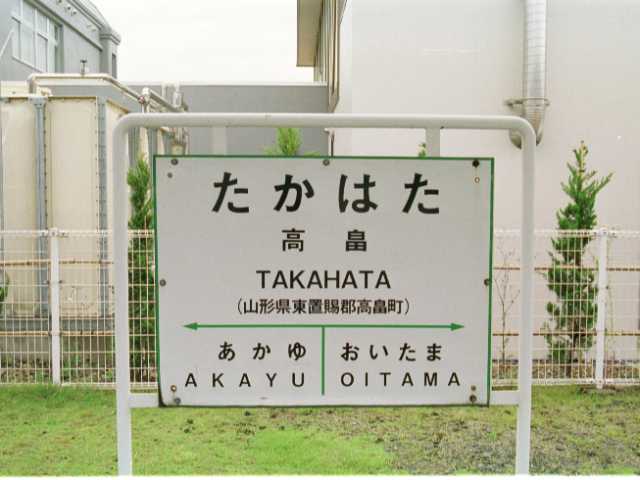 たかはた
高畠
TAKAHATA
(山形県東置賜郡高畠町)
あかゆ おいたま
AKAYU OITAMA